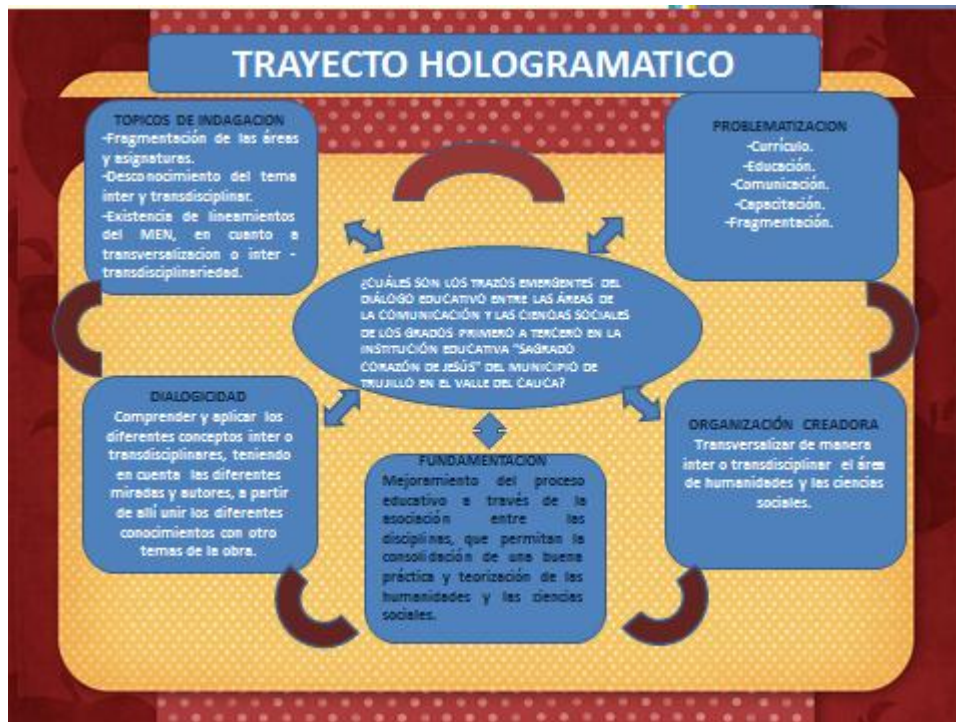 TRAYECTO HOLOGRAMATICO
TOPICOS DE INDAGACION
-Fragmentación de las áreas
y asignaturas.
-Desconocimiento del tema
inter y transdisciplinar.
-Existencia de lineamientos
del MEN, en cuanto a
transversalizacion o inter -
transdisciplinariedad.
PROBLEMATIZACION
-Currículo.
-Educación.
-Comunicación.
-Capacitación.
-Fragmentación.
¿CUÁLES SON LOS TRAZOS EMERGENTES DEL
DIÁLOGO EDUCATIVO ENTRE LAS ÁREAS DE
LA COMUNICACIÓN Y LAS CIENCIAS SOCIALES
DE LOS GRADOS PRIMERO A TERCERO EN LA
INSTITUCIÓN EDUCATIVA "SAGRADO
CORAZÓN DE JESÚS" DEL MUNICIPIO DE
TRUJILLO EN EL VALLE DEL CAUCA?
DIALOGICIDAD
Comprender y aplicar los
diferentes conceptos inter o
transdisciplinares, teniendo
en cuenta las diferentes
miradas y autores, a partir
de allí unir los diferentes
conocimientos con otro
temas de la obra.
FUNDAMENTACION
Mejoramiento del proceso
educativo a través de la
asociación entre las
disciplinas, que permitan la
consolidación de una buena
práctica y teorización de las
humanidades y las ciencias
sociales.
ORGANIZACIÓN CREADORA
Transversalizar de manera
inter o transdisciplinar el área
de humanidades y las ciencias
sociales.